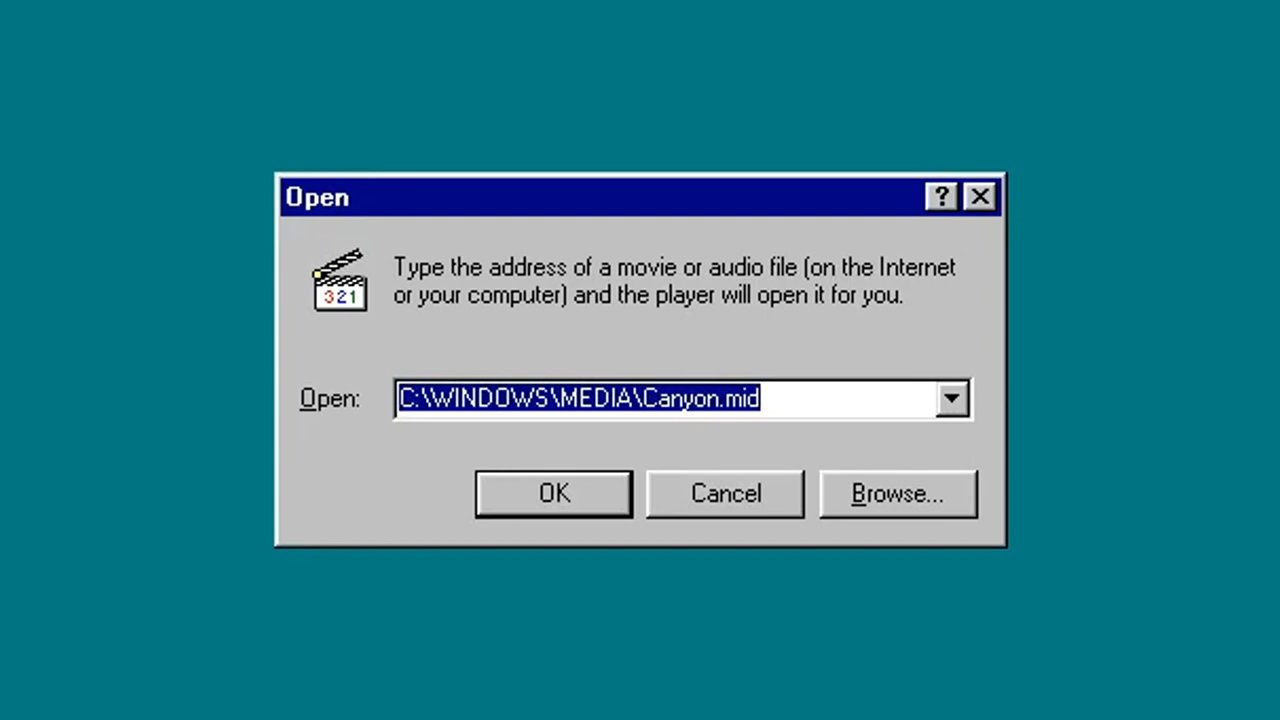 Open
?
Type the address of a movie or audio file (on the Internet
or your computer) and the player will open it for you.
321
Open:
C:\WINDOWS\MEDIA\Canyon.mid
OK
Cancel
Browse...